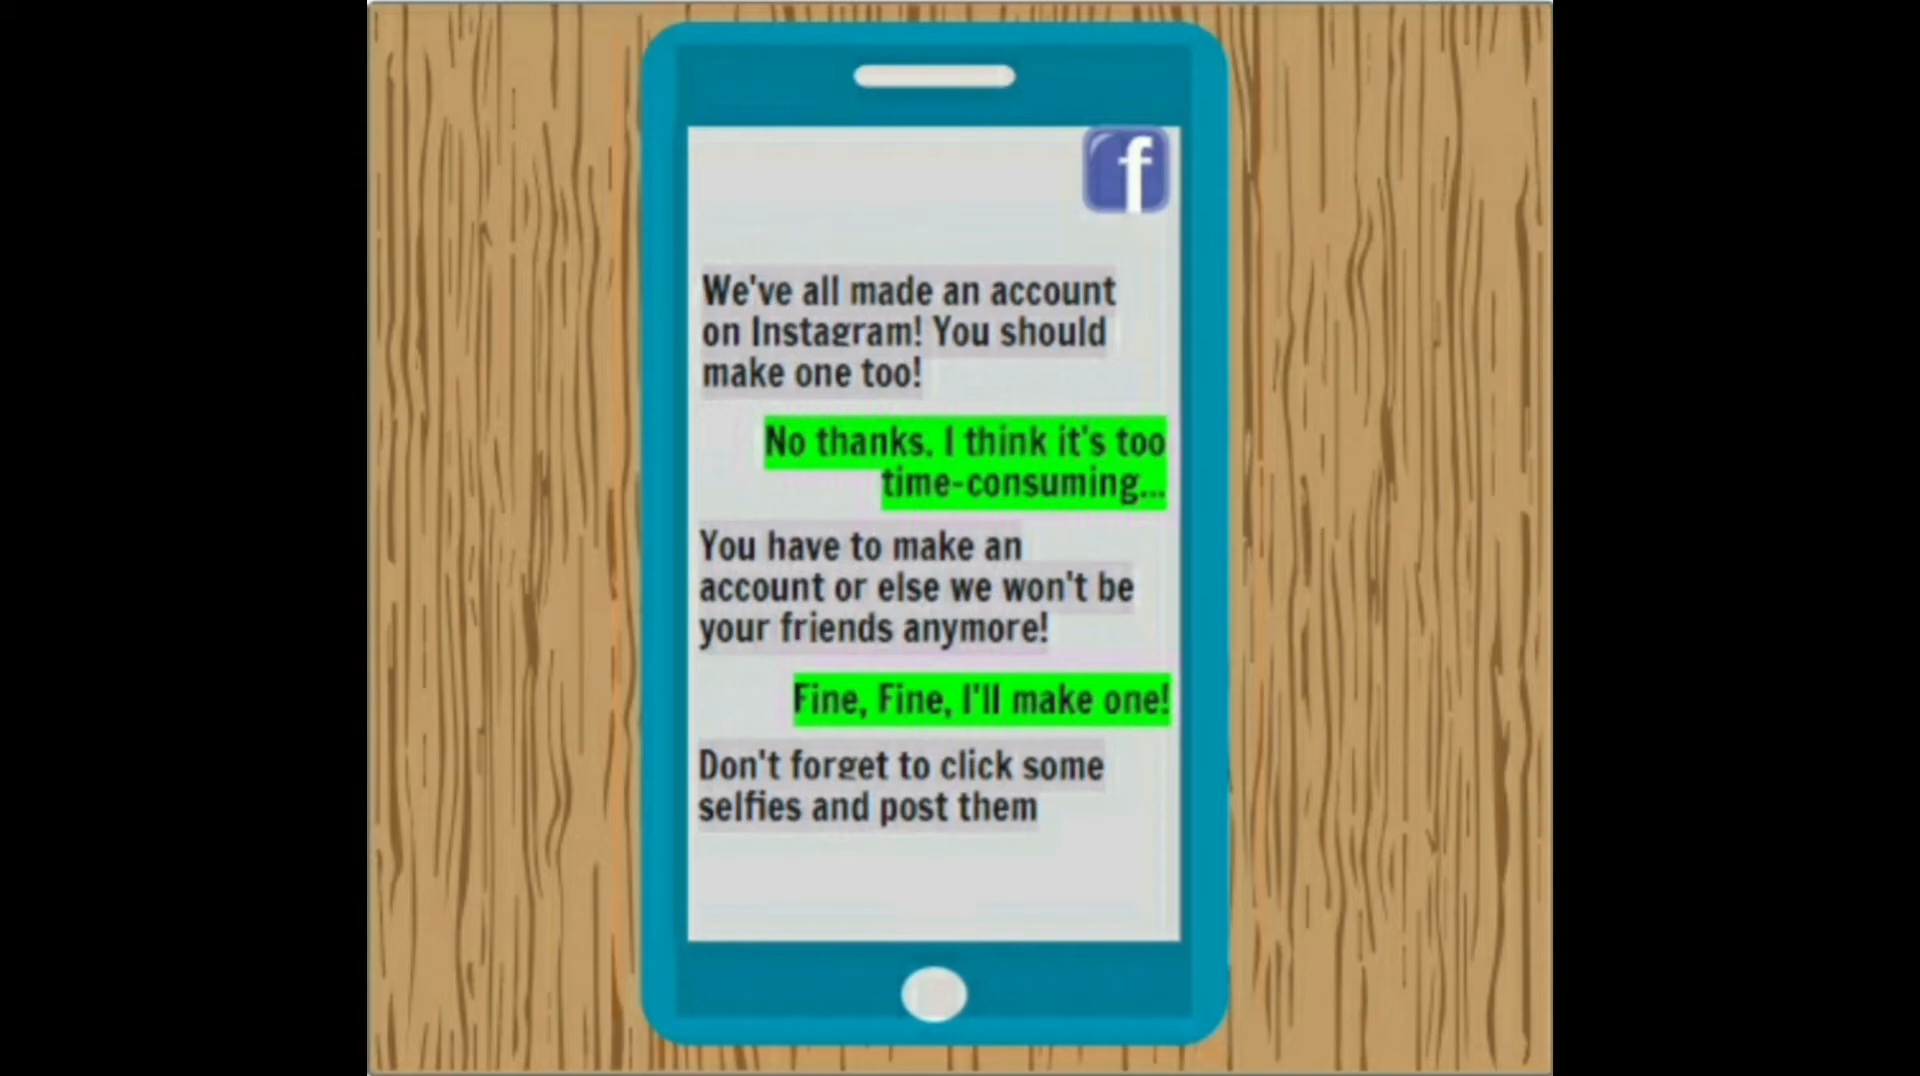 f
We've all made an account
on Instagram! You should
make one too!
No thanks. I think it's too
time-consuming...
You have to make an
account or else we won't be
your friends anymore!
Fine, Fine, I'll make one!
Don't forget to click some
selfies and post them